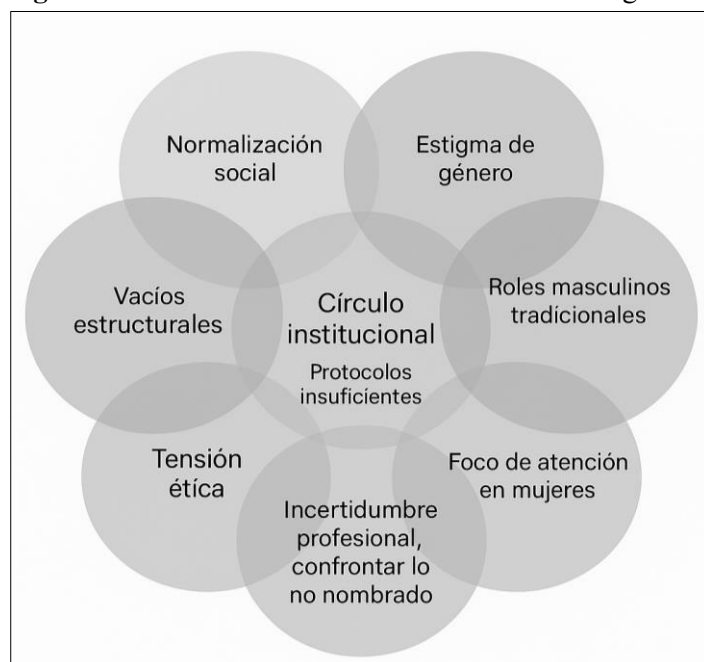 Normalización
social
Estigma de
género
Vacíos
estructurales
Círculo
institucional
Protocolos
insuficientes
Roles masculinos
tradícionales
Tensión
ética
Incertidumbre
profesional,
confrontar lo
no nombrado
Foco de atención
en mujeres